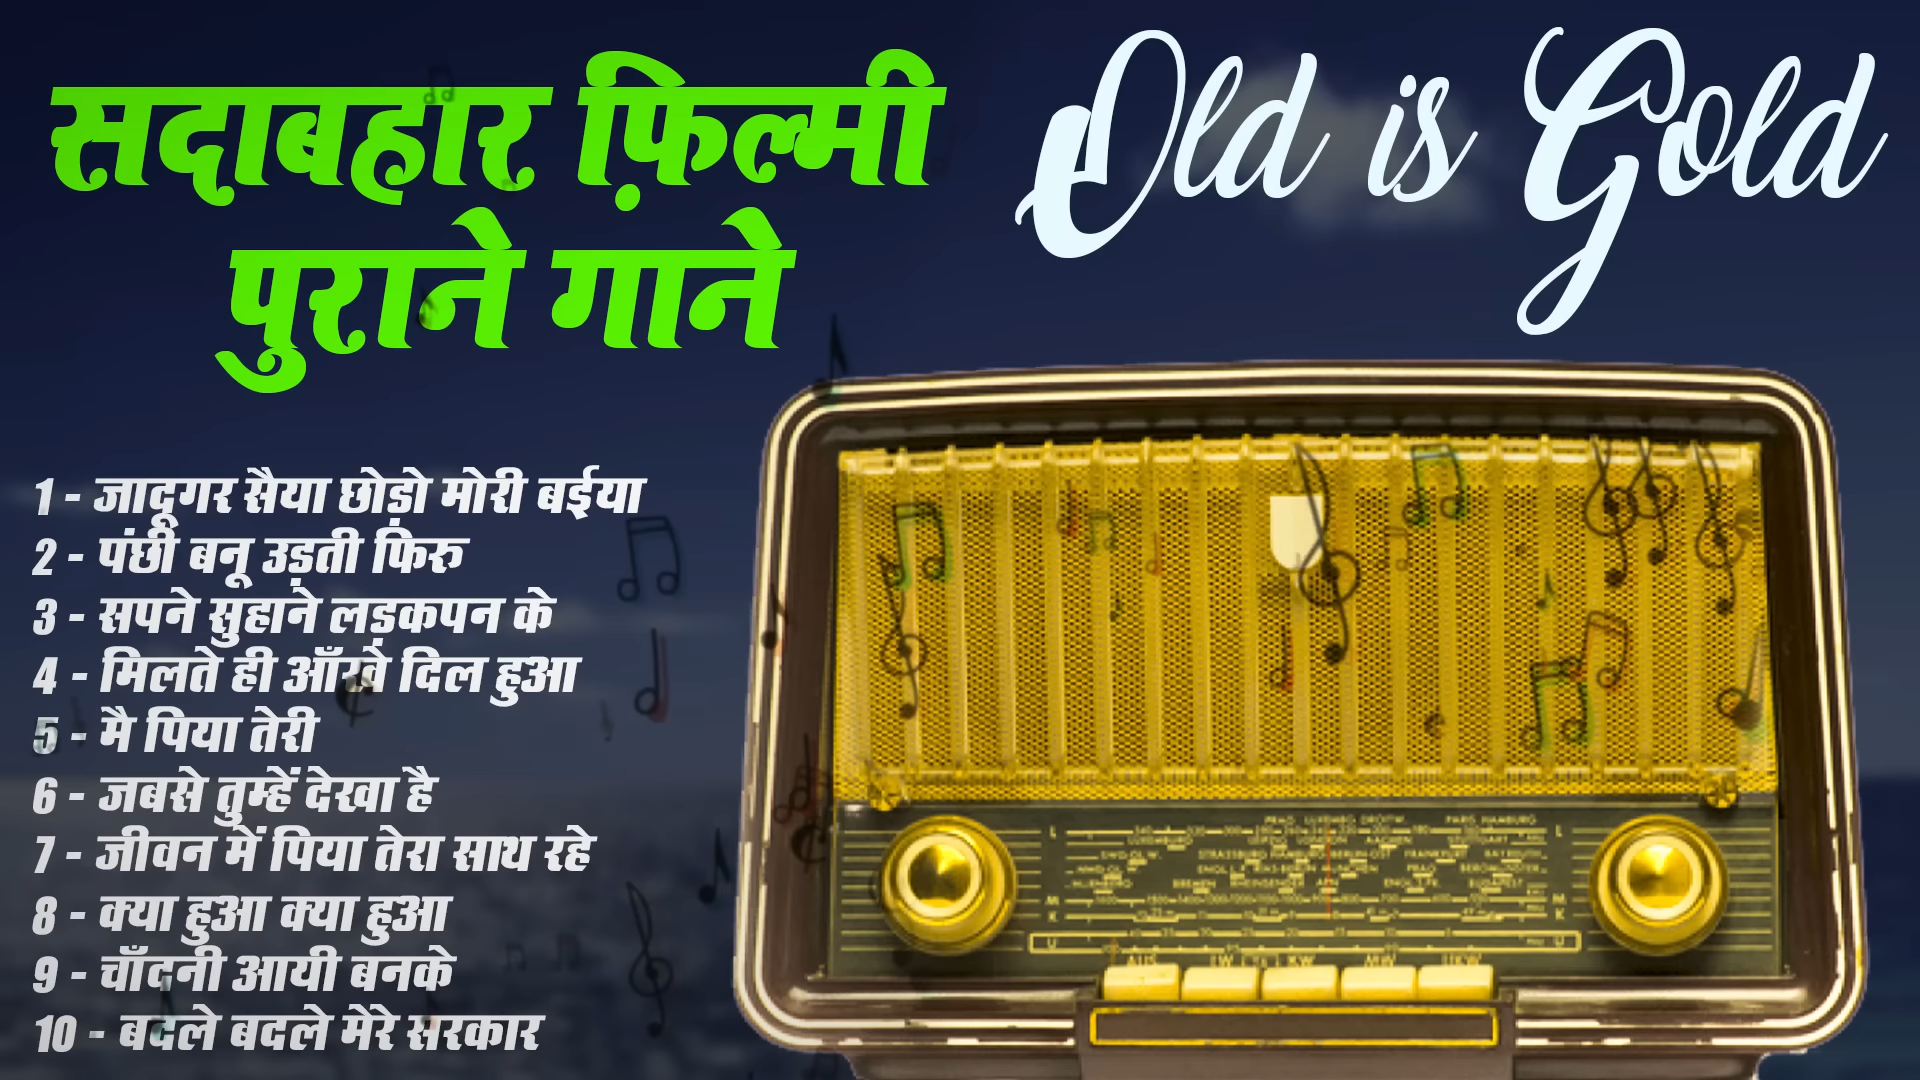 सदाबहार फ़िल्मी
पुराने गाने
Old is Gold
1 - जादूगर सैया छोड़ो मोरी बईया
2 - पंछी बनू उड़ती फिरु
3 - सपने सुहाने लड़कपन के
4 - मिलते ही आँखे दिल हुआ
5 - मै पिया तेरी
6 - जबसे तुम्हें देखा है
7 - जीवन में पिया तेरा साथ रहे
8 - क्या हुआ क्या हुआ
9 - चाँदनी आयी बनके
10 - बदले बदले मेरे सरकार